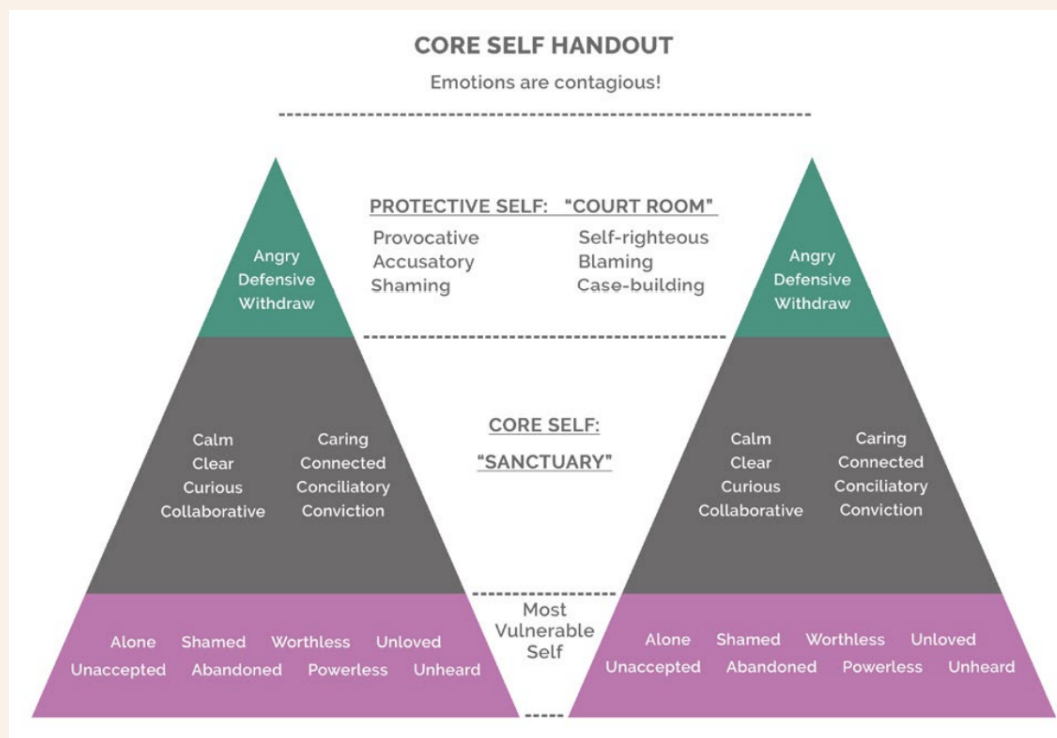 CORE SELF HANDOUT
Emotions are contagious!
PROTECTIVE SELF: "COURT ROOM"
Provocative Self-righteous
Accusatory Blaming
Shaming Case-building
Angry
Defensive
Withdraw
Angry
Defensive
Withdraw
CORE SELF:
"SANCTUARY"
Calm Caring
Clear Connected
Curious Conciliatory
Collaborative Conviction
Calm Caring
Clear Connected
Curious Conciliatory
Collaborative Conviction
Most
Vulnerable
Self
Alone Shamed Worthless Unloved
Unaccepted Abandoned Powerless Unheard
Alone Shamed Worthless Unloved
Unaccepted Abandoned Powerless Unheard